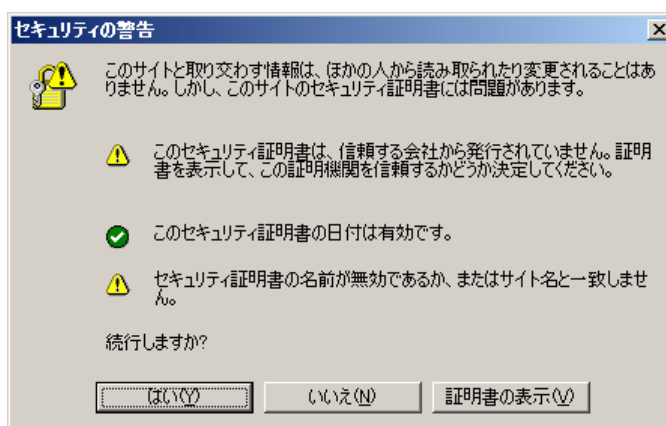 セキュリティの警告
このサイトと取り交わす情報は、ほかの人から読み取られたり変更されることはあ
りません。しかし、このサイトのセキュリティ証明書には問題があります。
このセキュリティ証明書は、信頼する会社から発行されていません。証明
書を表示して、この証明機関を信頼するかどうか決定してください。
このセキュリティ証明書の日付は有効です。
セキュリティ証明書の名前が無効であるか、またはサイト名と一致しませ
ん。
続行しますか?
はい(Y) いいえ(N) 証明書の表示(V)